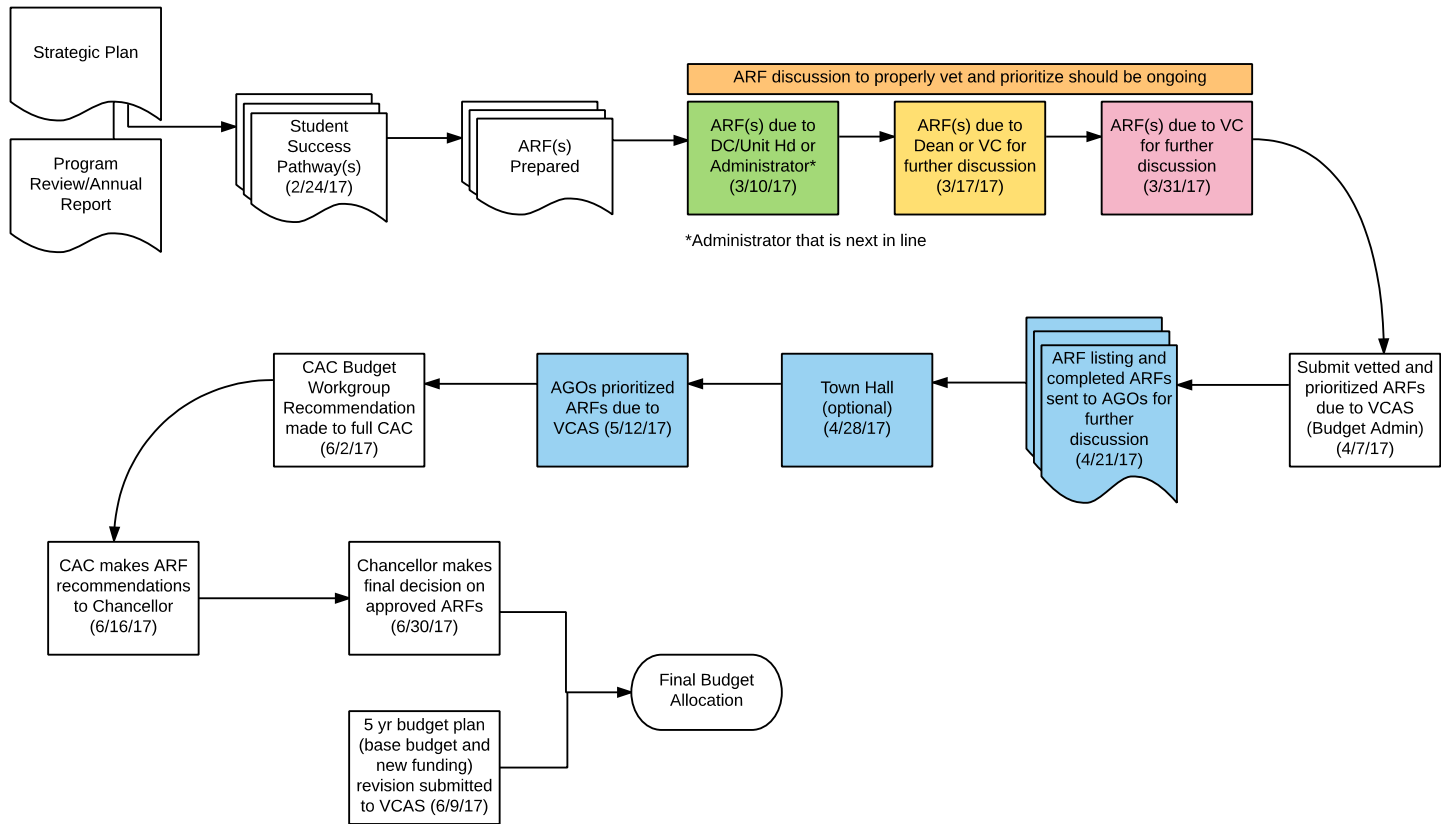 Strategic Plan
Program
Review/Annual
Report
Student
Success
Pathway(s)
(2/24/17)
ARF(s)
Prepared
ARF discussion to properly vet and prioritize should be ongoing
ARF(s) due to
DC/Unit Hd or
Administrator*
(3/10/17)
ARF(s) due to
Dean or VC for
further discussion
(3/17/17)
ARF(s) due to VC
for further
discussion
(3/31/17)
*Administrator that is next in line
Submit vetted and
prioritized ARFs
due to VCAS
(Budget Admin)
(4/7/17)
ARF listing and
completed ARFs
sent to AGOs for
further
discussion
(4/21/17)
Town Hall
(optional)
(4/28/17)
AGOs prioritized
ARFs due to
VCAS (5/12/17)
CAC Budget
Workgroup
Recommendation
made to full CAC
(6/2/17)
CAC makes ARF
recommendations
to Chancellor
(6/16/17)
Chancellor makes
final decision on
approved ARFs
(6/30/17)
5 yr budget plan
(base budget and
new funding)
revision submitted
to VCAS (6/9/17)
Final Budget
Allocation